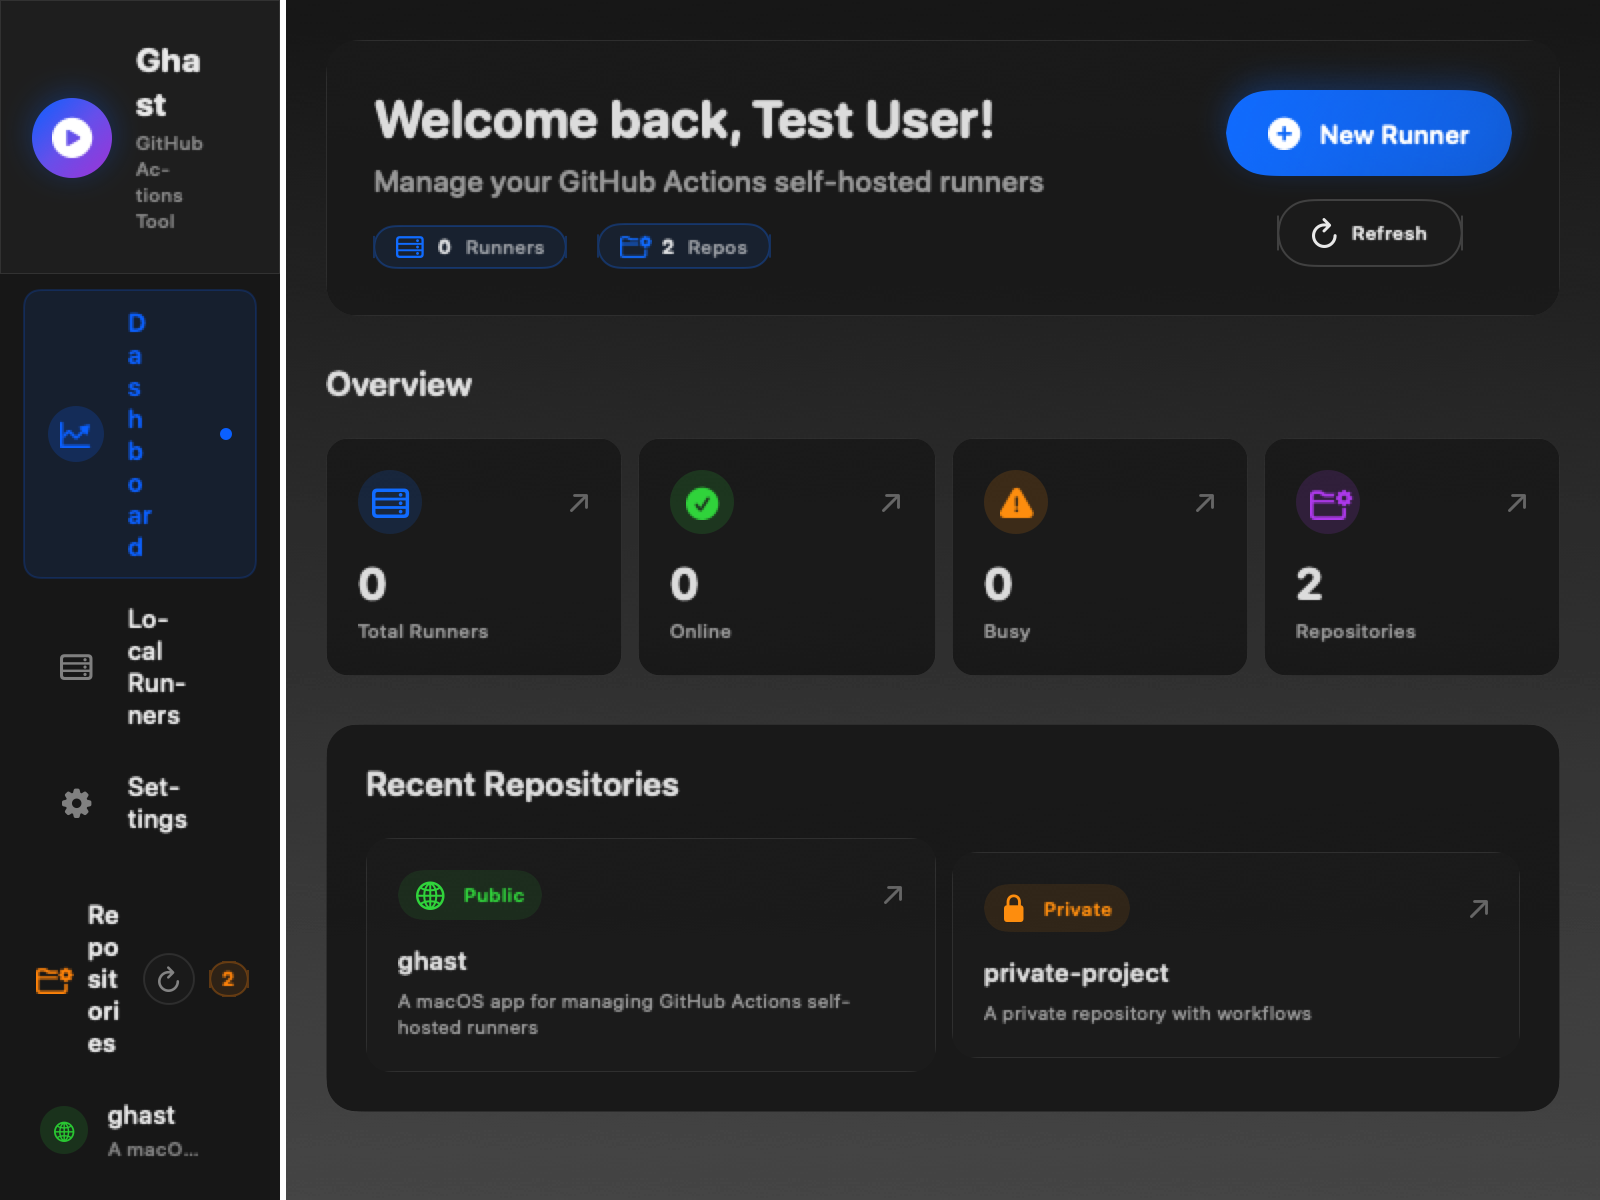 Gha
st
GitHub
Ac-
tions
Tool
D
a
s
h
b
o
ar
d
Lo-
cal
Run-
ners
Set-
tings
Re
po
sit
ori
es
2
ghast
A macO...
Welcome back, Test User!
Manage your GitHub Actions self-hosted runners
0 Runners
2 Repos
New Runner
Refresh
Overview
0
Total Runners
0
Online
0
Busy
2
Repositories
Recent Repositories
Public
ghast
A macOS app for managing GitHub Actions self-
hosted runners
Private
private-project
A private repository with workflows